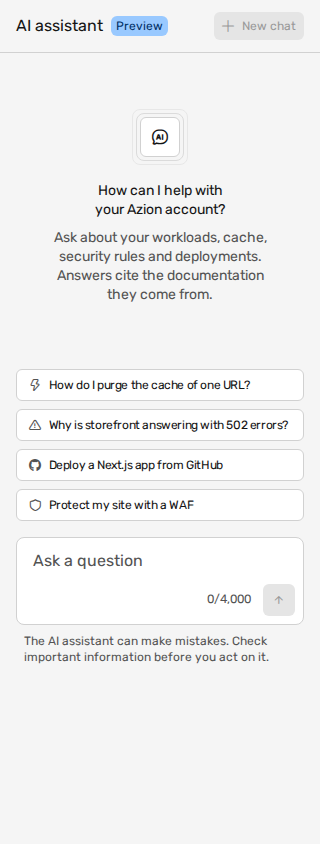 AI assistant Preview New chat
AI
How can I help with
your Azion account?
Ask about your workloads, cache,
security rules and deployments.
Answers cite the documentation
they come from.
How do I purge the cache of one URL?
Why is storefront answering with 502 errors?
Deploy a Next.js app from GitHub
Protect my site with a WAF
Ask a question
0/4,000
The AI assistant can make mistakes. Check
important information before you act on it.